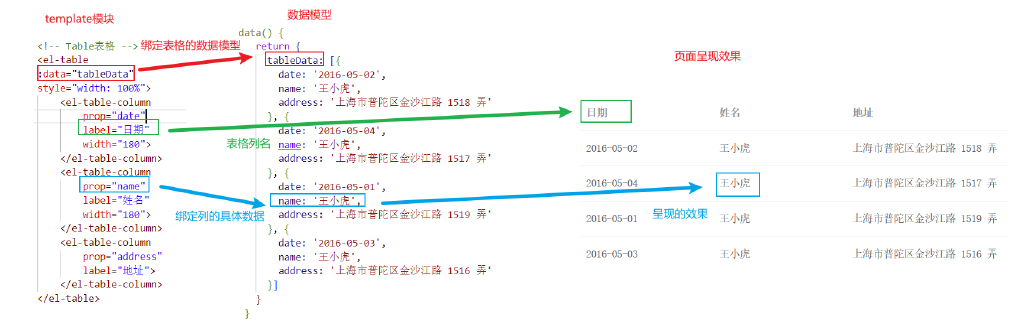 template模块
<!-- Table表格 -->
绑定表格的数据模型
<el-table
:data="tableData"
style="width: 100%">
<el-table-column
prop="date"
label="日期"
width="180">
</el-table-column>
<el-table-column
prop="name"
label="姓名"
width="180">
</el-table-column>
<el-table-column
prop="address"
label="地址">
</el-table-column>
</el-table>
表格列名
绑定列的具体数据
数据模型
data() {
return {
tableData: [{
date: '2016-05-02',
name: '王小虎',
address: '上海市普陀区金沙江路 1518 弄'
}, {
date: '2016-05-04',
name: '王小虎',
address: '上海市普陀区金沙江路 1517 弄'
}, {
date: '2016-05-01',
name: '王小虎',
address: '上海市普陀区金沙江路 1519 弄'
}, {
date: '2016-05-03',
name: '王小虎',
address: '上海市普陀区金沙江路 1516 弄'
}]
}
}
页面呈现效果
日期 姓名 地址
2016-05-02 王小虎 上海市普陀区金沙江路 1518 弄
2016-05-04 王小虎 上海市普陀区金沙江路 1517 弄
呈现的效果
2016-05-01 王小虎 上海市普陀区金沙江路 1519 弄
2016-05-03 王小虎 上海市普陀区金沙江路 1516 弄